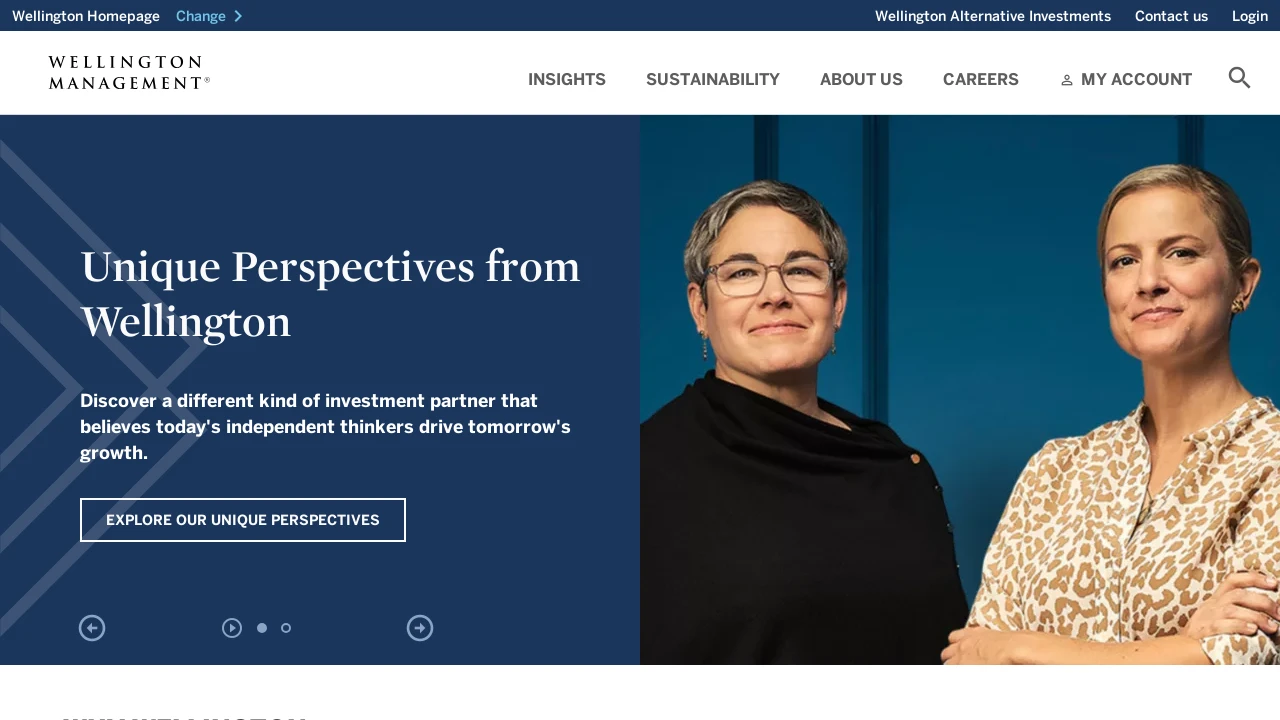 Wellington Homepage Change
Wellington Alternative Investments Contact us Login
WELLINGTON
MANAGEMENT®
INSIGHTS SUSTAINABILITY ABOUT US CAREERS MY ACCOUNT
Unique Perspectives from
Wellington
Discover a different kind of investment partner that
believes today's independent thinkers drive tomorrow's
growth.
EXPLORE OUR UNIQUE PERSPECTIVES